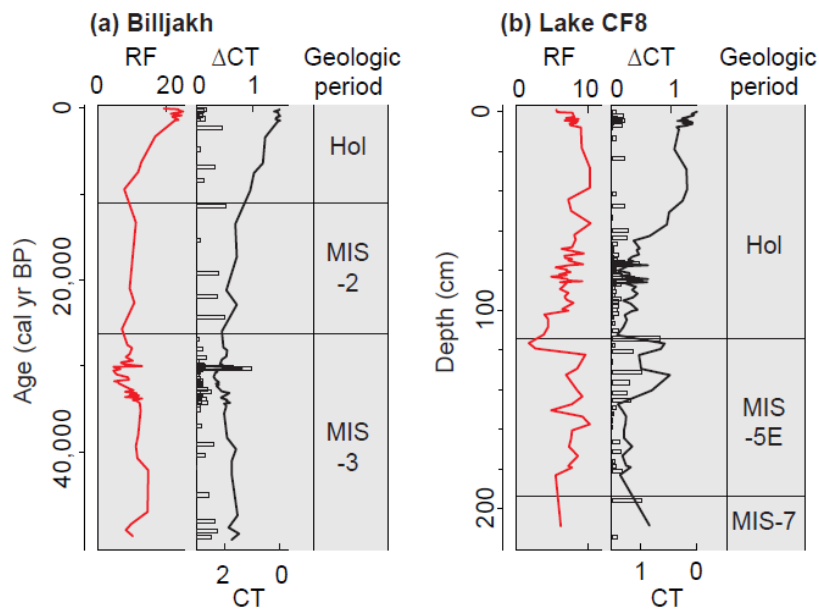 (a) Billjakh
RF ΔCT Geologic
0 20 0 1 period
0
20,000
40,000
Age (cal yr BP)
Hol
MIS
-2
MIS
-3
2 0
CT
(b) Lake CF8
RF ΔCT Geologic
0 10 0 1 period
0
100
200
Depth (cm)
Hol
MIS
-5E
MIS-7
1 0
CT